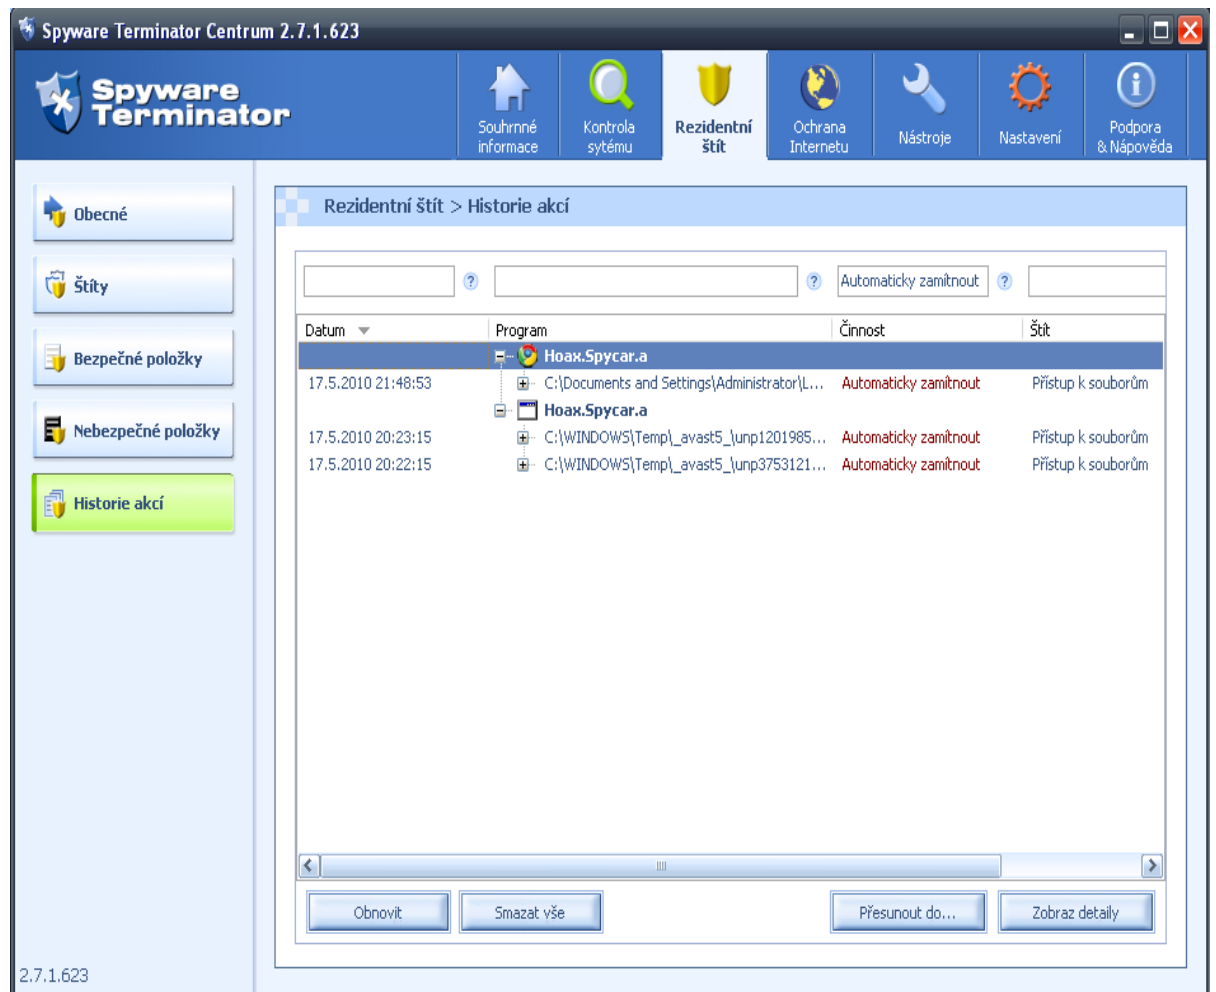 Spyware Terminator Centrum 2.7.1.623
Spyware
Terminator
Souhrnné
informace
Kontrola
sytému
Rezidentní
štít
Ochrana
Internetu
Nástroje
Nastavení
Podpora
& Nápověda
Obecné
Štíty
Bezpečné položky
Nebezpečné položky
Historie akcí
Rezidentní štít > Historie akcí
? ? Automaticky zamítnout ?
Datum Program Činnost Štít
Hoax.Spycar.a
17.5.2010 21:48:53 C:\Documents and Settings\Administrator\L... Automaticky zamítnout Přístup k souborům
Hoax.Spycar.a
17.5.2010 20:23:15 C:\WINDOWS\Temp\_avast5_\unp1201985... Automaticky zamítnout Přístup k souborům
17.5.2010 20:22:15 C:\WINDOWS\Temp\_avast5_\unp3753121... Automaticky zamítnout Přístup k souborům
Obnovit Smazat vše Přesunout do... Zobraz detaily
2.7.1.623